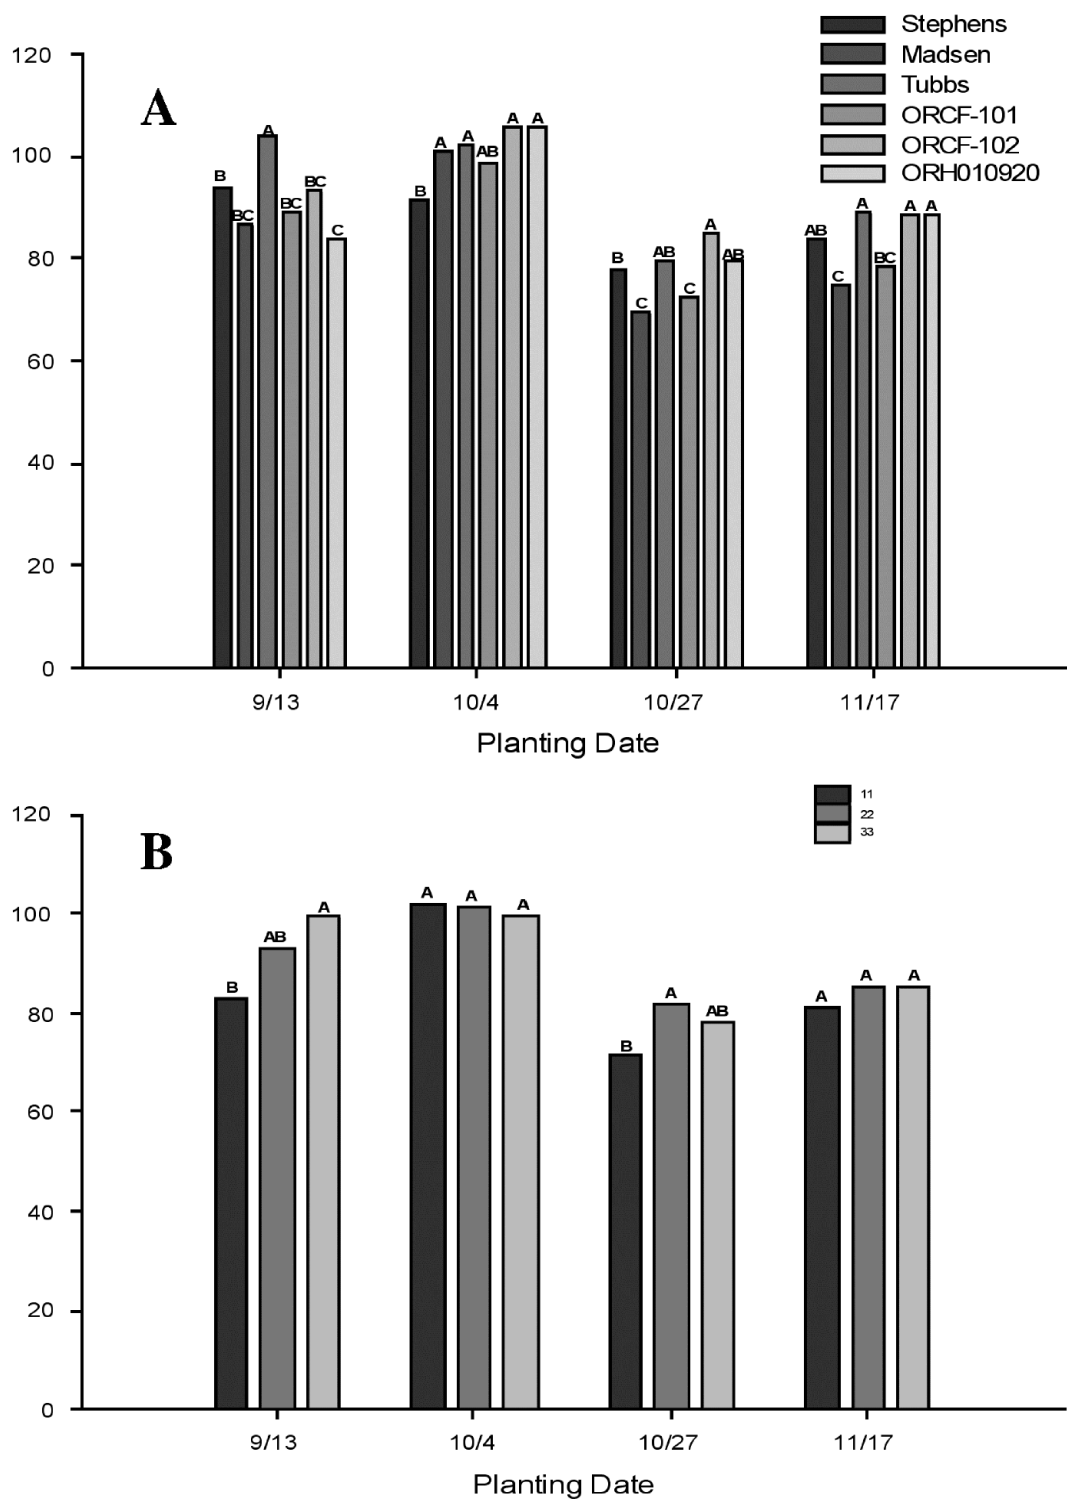 Stephens
Madsen
Tubbs
ORCF-101
ORCF-102
ORH010920
A
120
100
80
60
40
20
0
B BC A BC BC C
B A A AB A A
B C AB C A AB
AB C A BC A A
9/13 10/4 10/27 11/17
Planting Date
11
22
33
B
120
100
80
60
40
20
0
B AB A
A A A
B A AB
A A A
9/13 10/4 10/27 11/17
Planting Date